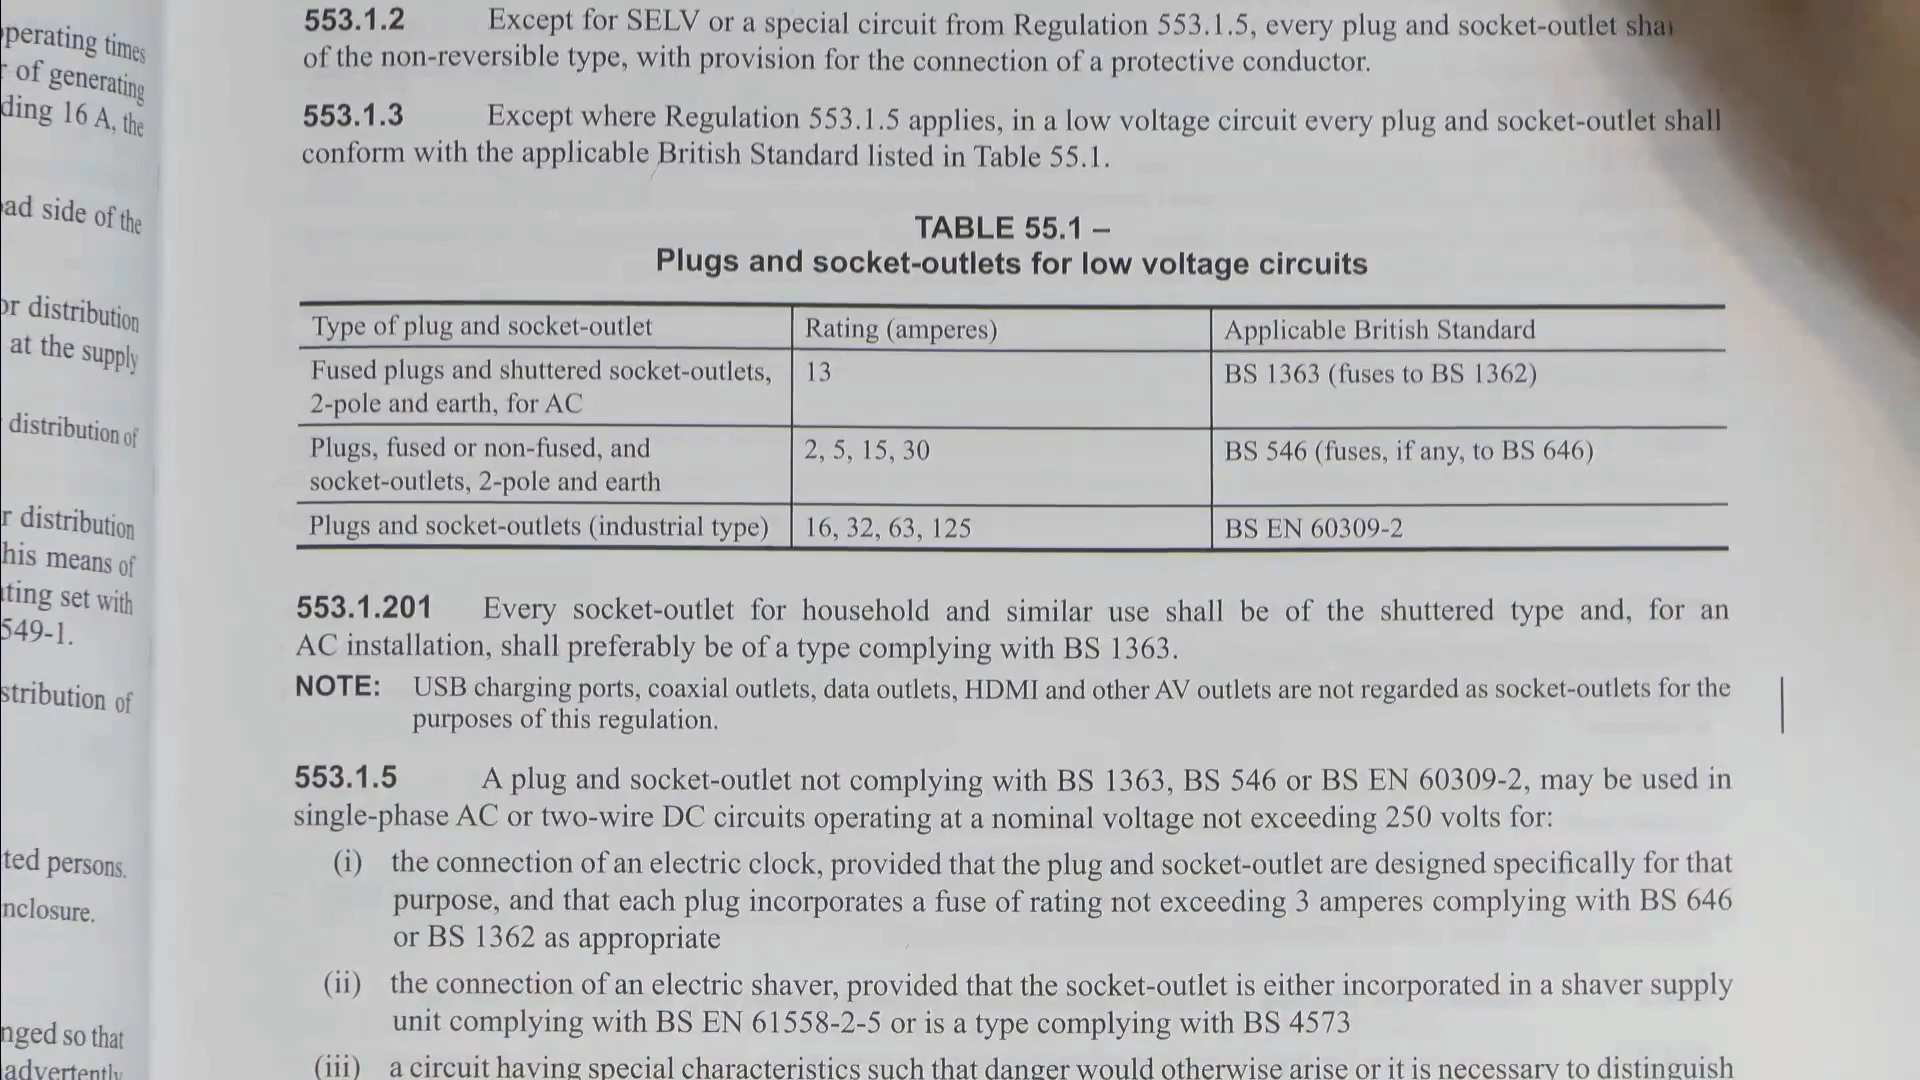 perating times
of generating
ding 16 A, the
ad side of the
or distribution
at the supply
distribution of
r distribution
his means of
ting set with
549-1.
stribution of
ted persons.
nclosure.
nged so that
advertently
553.1.2 Except for SELV or a special circuit from Regulation 553.1.5, every plug and socket-outlet sha
of the non-reversible type, with provision for the connection of a protective conductor.
553.1.3 Except where Regulation 553.1.5 applies, in a low voltage circuit every plug and socket-outlet shall
conform with the applicable British Standard listed in Table 55.1.
TABLE 55.1 –
Plugs and socket-outlets for low voltage circuits
Type of plug and socket-outlet Rating (amperes) Applicable British Standard
Fused plugs and shuttered socket-outlets, 13 BS 1363 (fuses to BS 1362)
2-pole and earth, for AC
Plugs, fused or non-fused, and 2, 5, 15, 30 BS 546 (fuses, if any, to BS 646)
socket-outlets, 2-pole and earth
Plugs and socket-outlets (industrial type) 16, 32, 63, 125 BS EN 60309-2
553.1.201 Every socket-outlet for household and similar use shall be of the shuttered type and, for an
AC installation, shall preferably be of a type complying with BS 1363.
NOTE: USB charging ports, coaxial outlets, data outlets, HDMI and other AV outlets are not regarded as socket-outlets for the
purposes of this regulation.
553.1.5 A plug and socket-outlet not complying with BS 1363, BS 546 or BS EN 60309-2, may be used in
single-phase AC or two-wire DC circuits operating at a nominal voltage not exceeding 250 volts for:
(i) the connection of an electric clock, provided that the plug and socket-outlet are designed specifically for that
purpose, and that each plug incorporates a fuse of rating not exceeding 3 amperes complying with BS 646
or BS 1362 as appropriate
(ii) the connection of an electric shaver, provided that the socket-outlet is either incorporated in a shaver supply
unit complying with BS EN 61558-2-5 or is a type complying with BS 4573
(iii) a circuit having special characteristics such that danger would otherwise arise or it is necessary to distinguish